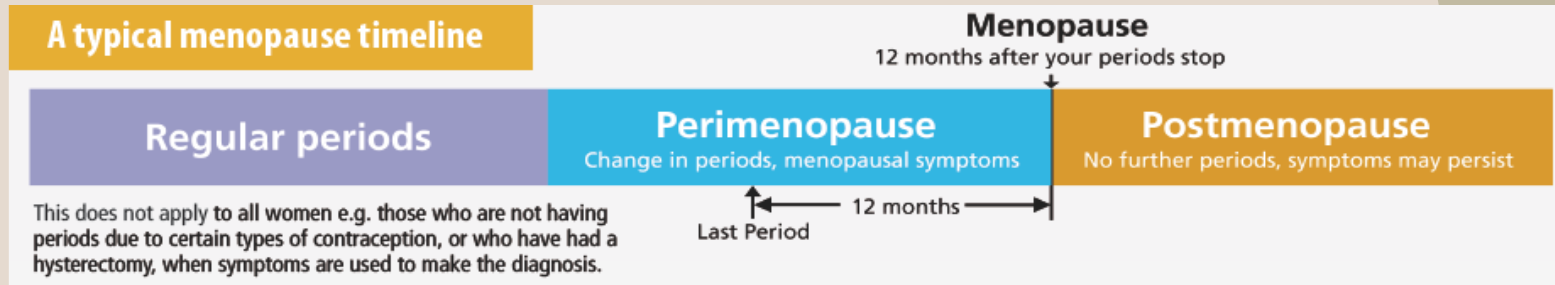 A typical menopause timeline
Menopause
12 months after your periods stop
Regular periods
Perimenopause
Change in periods, menopausal symptoms
Postmenopause
No further periods, symptoms may persist
12 months
Last Period
This does not apply to all women e.g. those who are not having
periods due to certain types of contraception, or who have had a
hysterectomy, when symptoms are used to make the diagnosis.